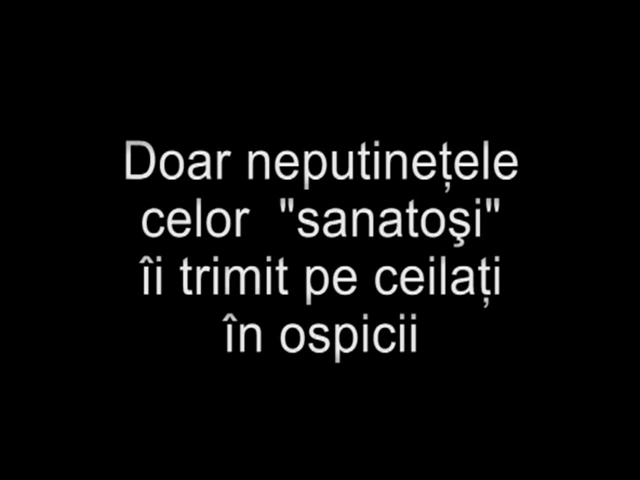 Doar neputinețele
celor "sanatoşi"
îi trimit pe ceilați
în ospicii